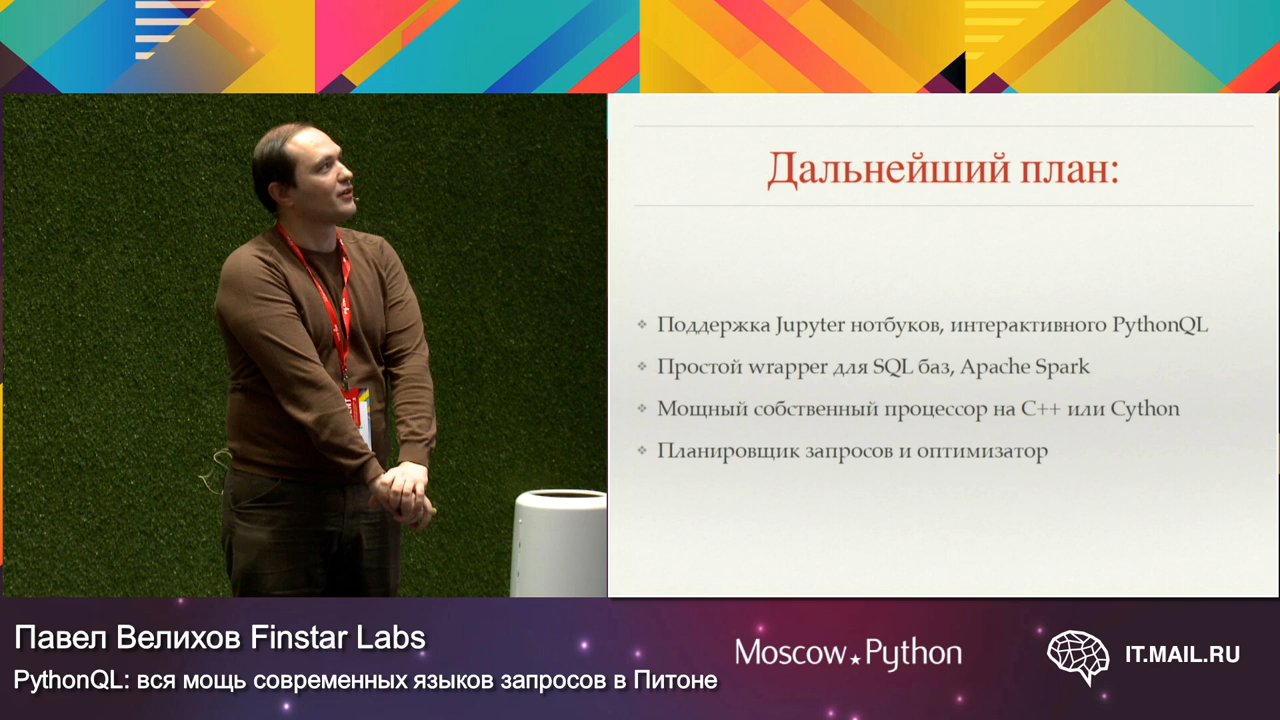 Дальнейший план:
Поддержка Jupyter нотбуков, интерактивного PythonQL
Простой wrapper для SQL баз, Apache Spark
Мощный собственный процессор на C++ или Cython
Планировщик запросов и оптимизатор
Павел Велихов Finstar Labs
PythonQL: вся мощь современных языков запросов в Питоне
Moscow Python
IT.MAIL.RU